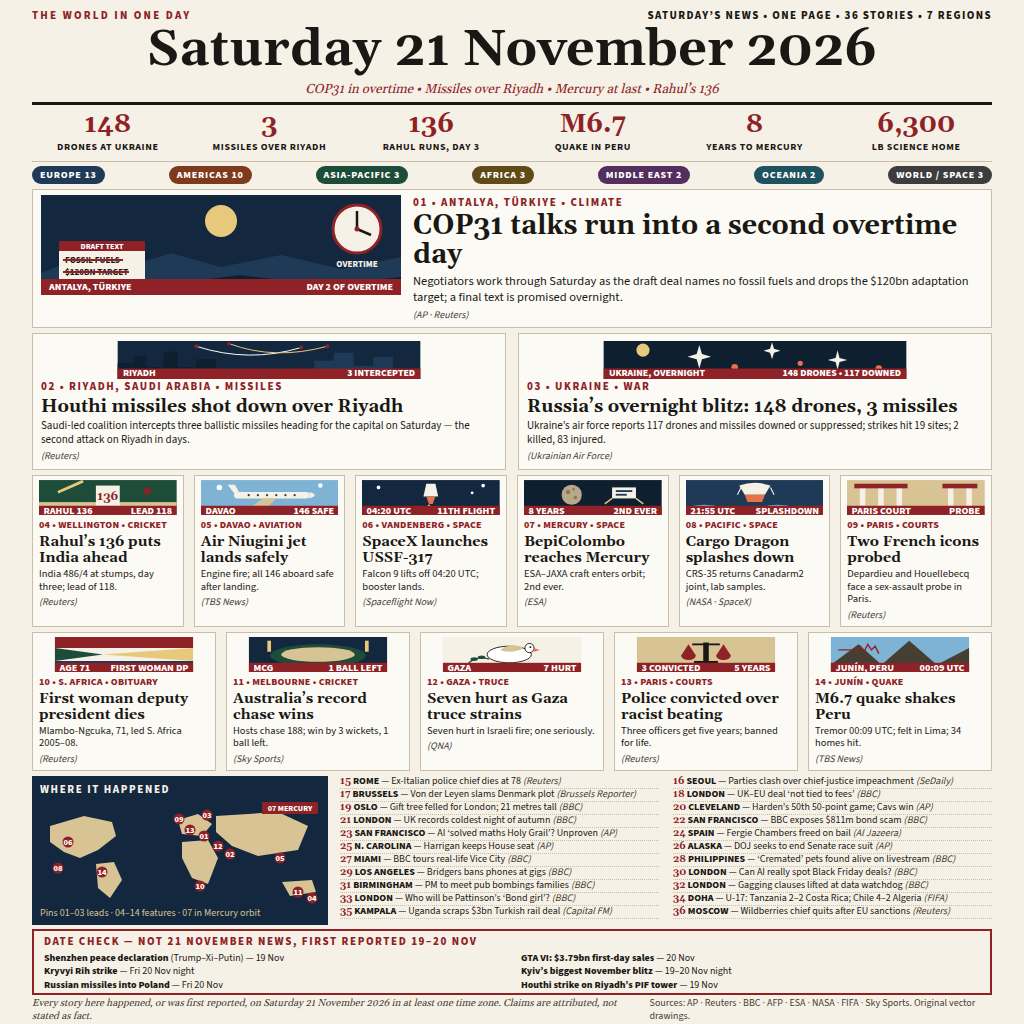 THE WORLD IN ONE DAY
SATURDAY'S NEWS • ONE PAGE • 36 STORIES • 7 REGIONS
Saturday 21 November 2026
COP31 in overtime • Missiles over Riyadh • Mercury at last • Rahul's 136
148
DRONES AT UKRAINE
3
MISSILES OVER RIYADH
136
RAHUL RUNS, DAY 3
M6.7
QUAKE IN PERU
8
YEARS TO MERCURY
6,300
LB SCIENCE HOME
EUROPE 13
AMERICAS 10
ASIA-PACIFIC 3
AFRICA 3
MIDDLE EAST 2
OCEANIA 2
WORLD / SPACE 3
DRAFT TEXT
FOSSIL FUELS
$120BN TARGET
OVERTIME
ANTALYA, TÜRKIYE
DAY 2 OF OVERTIME
01 • ANTALYA, TÜRKIYE • CLIMATE
COP31 talks run into a second overtime
day
Negotiators work through Saturday as the draft deal names no fossil fuels and drops the $120bn adaptation
target; a final text is promised overnight.
(AP · Reuters)
RIYADH
3 INTERCEPTED
02 • RIYADH, SAUDI ARABIA • MISSILES
Houthi missiles shot down over Riyadh
Saudi-led coalition intercepts three ballistic missiles heading for the capital on Saturday — the
second attack on Riyadh in days.
(Reuters)
UKRAINE, OVERNIGHT
148 DRONES • 117 DOWNED
03 • UKRAINE • WAR
Russia's overnight blitz: 148 drones, 3 missiles
Ukraine's air force reports 117 drones and missiles downed or suppressed; strikes hit 19 sites; 2
killed, 83 injured.
(Ukrainian Air Force)
136
RAHUL 136
LEAD 118
04 • WELLINGTON • CRICKET
Rahul's 136 puts
India ahead
India 486/4 at stumps, day
three; lead of 118.
(Reuters)
DAVAO
146 SAFE
05 • DAVAO • AVIATION
Air Niugini jet
lands safely
Engine fire; all 146 aboard safe
after landing.
(TBS News)
04:20 UTC
11TH FLIGHT
06 • VANDENBERG • SPACE
SpaceX launches
USSF-317
Falcon 9 lifts off 04:20 UTC;
booster lands.
(Spaceflight Now)
8 YEARS
2ND EVER
07 • MERCURY • SPACE
BepiColombo
reaches Mercury
ESA–JAXA craft enters orbit;
2nd ever.
(ESA)
21:55 UTC
SPLASHDOWN
08 • PACIFIC • SPACE
Cargo Dragon
splashes down
CRS-35 returns Canadarm2
joint, lab samples.
(NASA · SpaceX)
PARIS COURT
PROBE
09 • PARIS • COURTS
Two French icons
probed
Depardieu and Houellebecq
face a sex-assault probe in
Paris.
(Reuters)
AGE 71
FIRST WOMAN DP
10 • S. AFRICA • OBITUARY
First woman deputy
president dies
Mlambo-Ngcuka, 71, led S. Africa
2005–08.
(Reuters)
MCG
1 BALL LEFT
11 • MELBOURNE • CRICKET
Australia's record
chase wins
Hosts chase 188; win by 3 wickets, 1
ball left.
(Sky Sports)
GAZA
7 HURT
12 • GAZA • TRUCE
Seven hurt as Gaza
truce strains
Seven hurt in Israeli fire; one seriously.
(QNA)
3 CONVICTED
5 YEARS
13 • PARIS • COURTS
Police convicted over
racist beating
Three officers get five years; banned
for life.
(Reuters)
JUNÍN, PERU
00:09 UTC
14 • JUNÍN • QUAKE
M6.7 quake shakes
Peru
Tremor 00:09 UTC; felt in Lima; 34
homes hit.
(TBS News)
WHERE IT HAPPENED
07 MERCURY
09
03
13
01
06
12
02
05
08
14
10
11
04
Pins 01–03 leads · 04–14 features · 07 in Mercury orbit
15 ROME — Ex-Italian police chief dies at 78 (Reuters)
16 SEOUL — Parties clash over chief-justice impeachment (SeDaily)
17 BRUSSELS — Von der Leyen slams Denmark plot (Brussels Reporter)
18 LONDON — UK–EU deal 'not tied to fees' (BBC)
19 OSLO — Gift tree felled for London; 21 metres tall (BBC)
20 CLEVELAND — Harden's 50th 50-point game; Cavs win (AP)
21 LONDON — UK records coldest night of autumn (BBC)
22 SAN FRANCISCO — BBC exposes $811m bond scam (BBC)
23 SAN FRANCISCO — AI 'solved maths Holy Grail'? Unproven (AP)
24 SPAIN — Fergie Chambers freed on bail (Al Jazeera)
25 N. CAROLINA — Harrigan keeps House seat (AP)
26 ALASKA — DOJ seeks to end Senate race suit (AP)
27 MIAMI — BBC tours real-life Vice City (BBC)
28 PHILIPPINES — 'Cremated' pets found alive on livestream (BBC)
29 LOS ANGELES — Bridgers bans phones at gigs (BBC)
30 LONDON — Can AI really spot Black Friday deals? (BBC)
31 BIRMINGHAM — PM to meet pub bombings families (BBC)
32 LONDON — Gagging clauses lifted at data watchdog (BBC)
33 LONDON — Who will be Pattinson's 'Bond girl'? (BBC)
34 DOHA — U-17: Tanzania 2–2 Costa Rica; Chile 4–2 Algeria (FIFA)
35 KAMPALA — Uganda scraps $3bn Turkish rail deal (Capital FM)
36 MOSCOW — Wildberries chief quits after EU sanctions (Reuters)
DATE CHECK — NOT 21 NOVEMBER NEWS, FIRST REPORTED 19–20 NOV
Shenzhen peace declaration (Trump–Xi–Putin) — 19 Nov
GTA VI: $3.79bn first-day sales — 20 Nov
Kryvyi Rih strike — Fri 20 Nov night
Kyiv's biggest November blitz — 19–20 Nov night
Russian missiles into Poland — Fri 20 Nov
Houthi strike on Riyadh's PIF tower — 19 Nov
Every story here happened, or was first reported, on Saturday 21 November 2026 in at least one time zone. Claims are attributed, not
stated as fact.
Sources: AP · Reuters · BBC · AFP · ESA · NASA · FIFA · Sky Sports. Original vector
drawings.